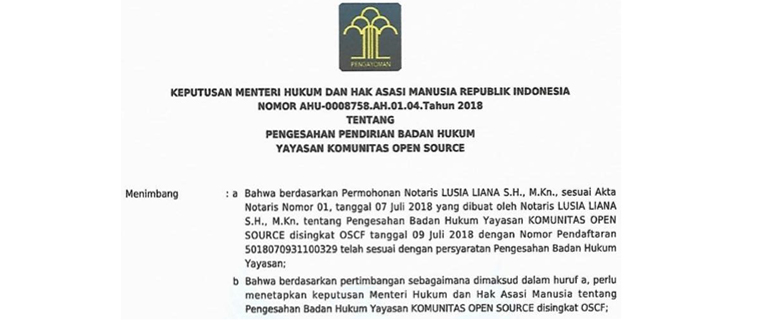 PENGAYOMAN
KEPUTUSAN MENTERI HUKUM DAN HAK ASASI MANUSIA REPUBLIK INDONESIA
NOMOR AHU-0008758.AH.01.04.Tahun 2018
TENTANG
PENGESAHAN PENDIRIAN BADAN HUKUM
YAYASAN KOMUNITAS OPEN SOURCE
Menimbang : a Bahwa berdasarkan Permohonan Notaris LUSIA LIANA S.H., M.Kn., sesuai Akta
Notaris Nomor 01, tanggal 07 Juli 2018 yang dibuat oleh Notaris LUSIA LIANA
S.H., M.Kn. tentang Pengesahan Badan Hukum Yayasan KOMUNITAS OPEN
SOURCE disingkat OSCF tanggal 09 Juli 2018 dengan Nomor Pendaftaran
5018070931100329 telah sesuai dengan persyaratan Pengesahan Badan Hukum
Yayasan;
b Bahwa berdasarkan pertimbangan sebagaimana dimaksud dalam huruf a, perlu
menetapkan keputusan Menteri Hukum dan Hak Asasi Manusia tentang
Pengesahan Badan Hukum Yayasan KOMUNITAS OPEN SOURCE disingkat OSCF;